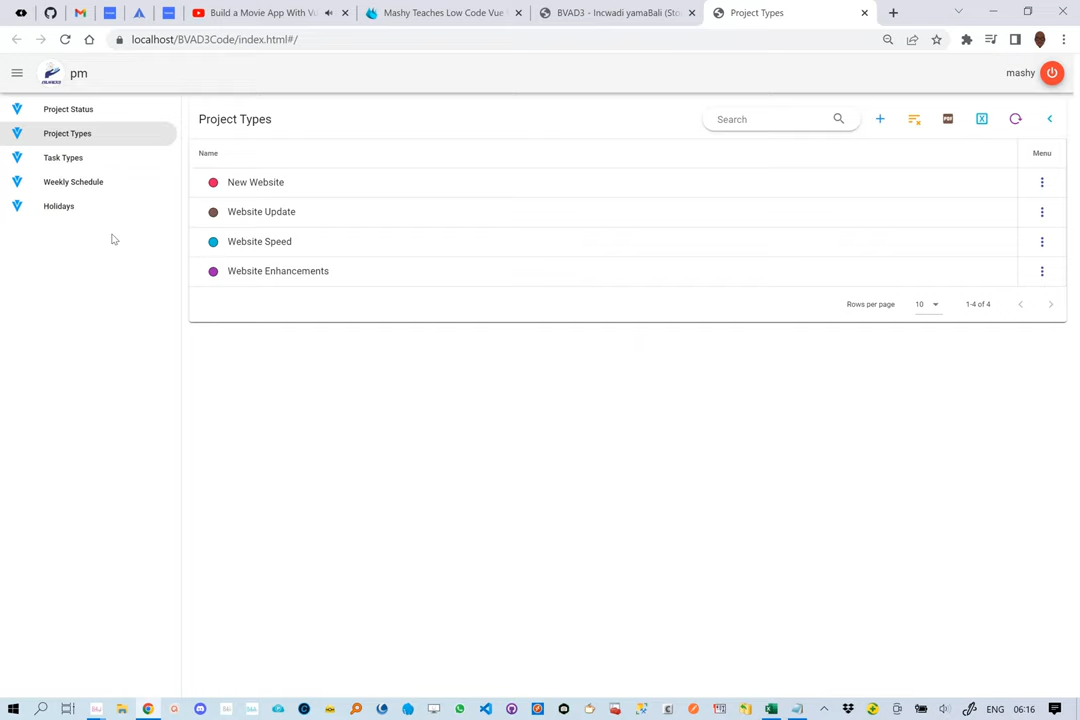 Build a Movie App With Vu
Mashy Teaches Low Code Vue
BVAD3 - Incwadi yamaBali (Sto
Project Types
localhost/BVAD3Code/index.html#/
pm
mashy
Project Status
Project Types
Task Types
Weekly Schedule
Holidays
Project Types
Search
PDF
X
Name
Menu
New Website
Website Update
Website Speed
Website Enhancements
Rows per page
10
1-4 of 4
ENG
06:16